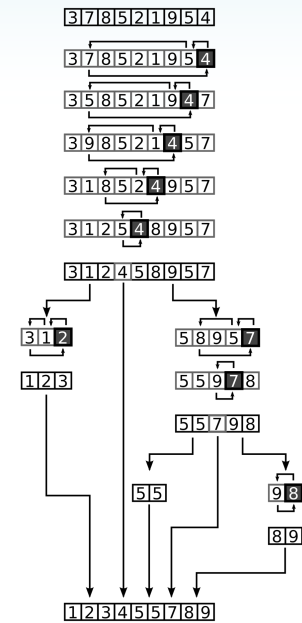 3 7 8 5 2 1 9 5 4
3 7 8 5 2 1 9 5 4
3 5 8 5 2 1 9 4 7
3 9 8 5 2 1 4 5 7
3 1 8 5 2 4 9 5 7
3 1 2 5 4 8 9 5 7
3 1 2 4 5 8 9 5 7
3 1 2
5 8 9 5 7
1 2 3
5 5 9 7 8
5 5 7 9 8
5 5
9 8
8 9
1 2 3 4 5 5 7 8 9